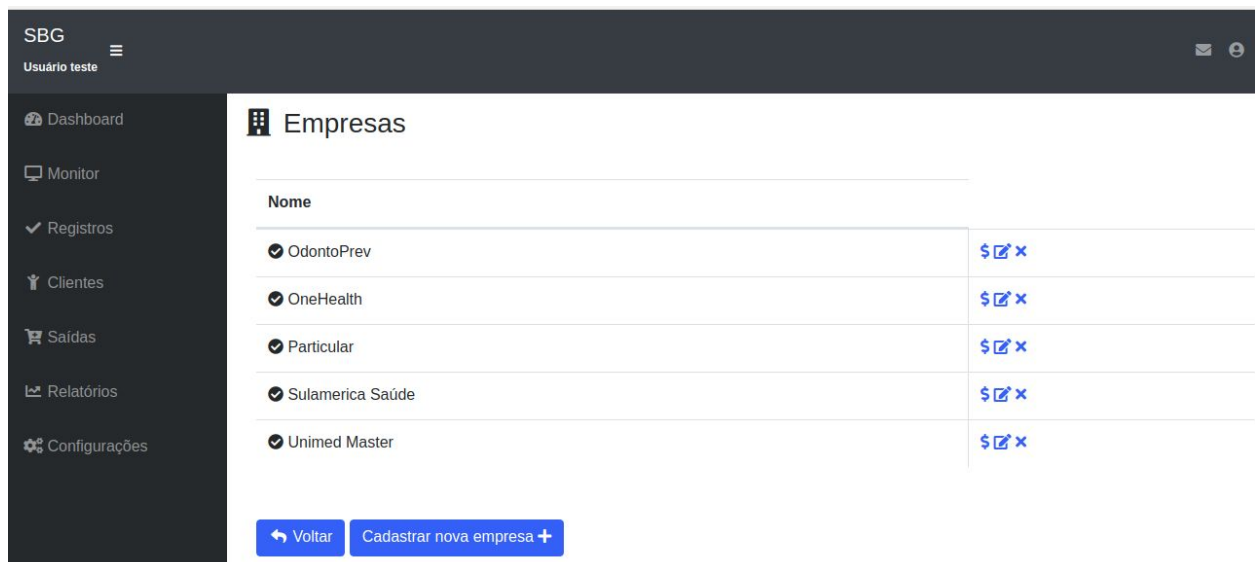 SBG
Usuário teste
Dashboard
Monitor
Registros
Clientes
Saídas
Relatórios
Configurações
Empresas
Nome
OdontoPrev
OneHealth
Particular
Sulamerica Saúde
Unimed Master
Voltar
Cadastrar nova empresa